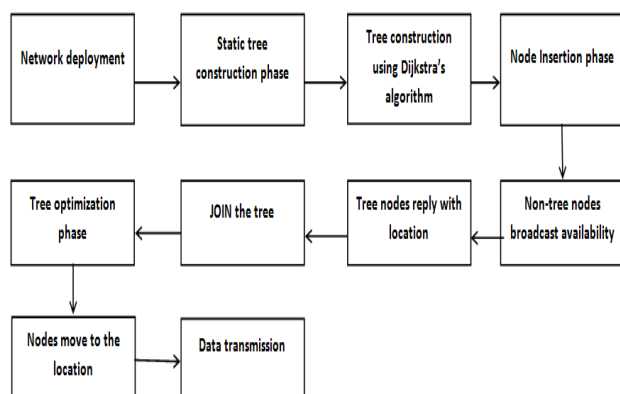 Network deployment
Static tree
construction phase
Tree construction
using Dijkstra's
algorithm
Node Insertion phase
Non-tree nodes
broadcast availability
Tree nodes reply with
location
JOIN the tree
Tree optimization
phase
Nodes move to the
location
Data transmission